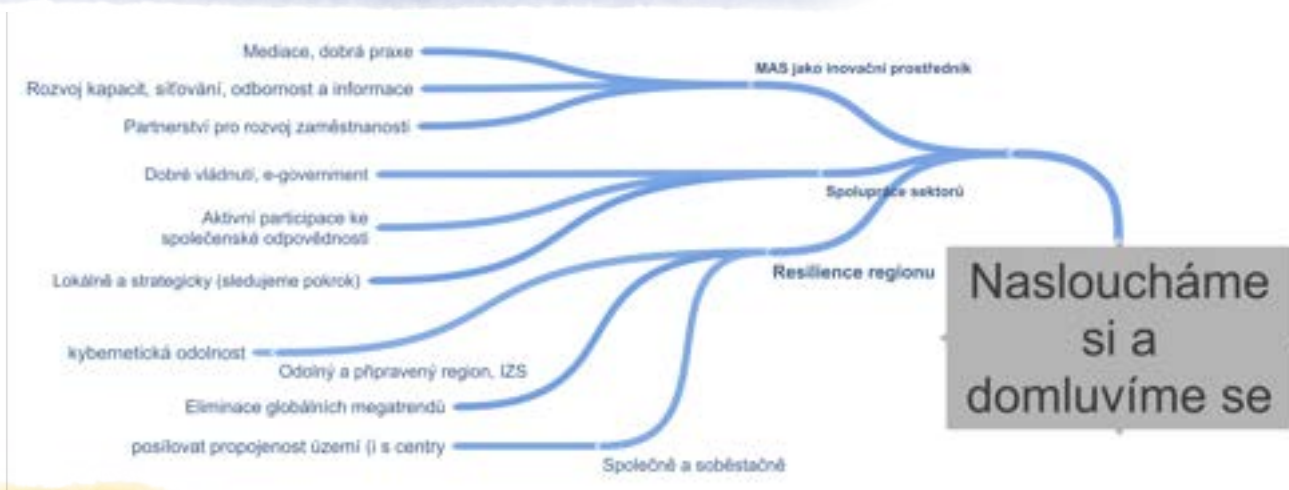 Mediace, dobrá praxe
MAS jako inovační prostředník
Rozvoj kapacit, síťování, odbornost a informace
Partnerství pro rozvoj zaměstnanosti
Dobré vládnutí, e-government
Spolupráce sektorů
Aktivní participace ke
společenské odpovědnosti
Lokálně a strategicky (sledujeme pokrok)
Resilience regionu
Nasloucháme
si a
domluvíme se
kybernetická odolnost
Odolný a připravený region, IZS
Eliminace globálních megatrendů
posilovat propojenost území (i s centry
Společně a soběstačně